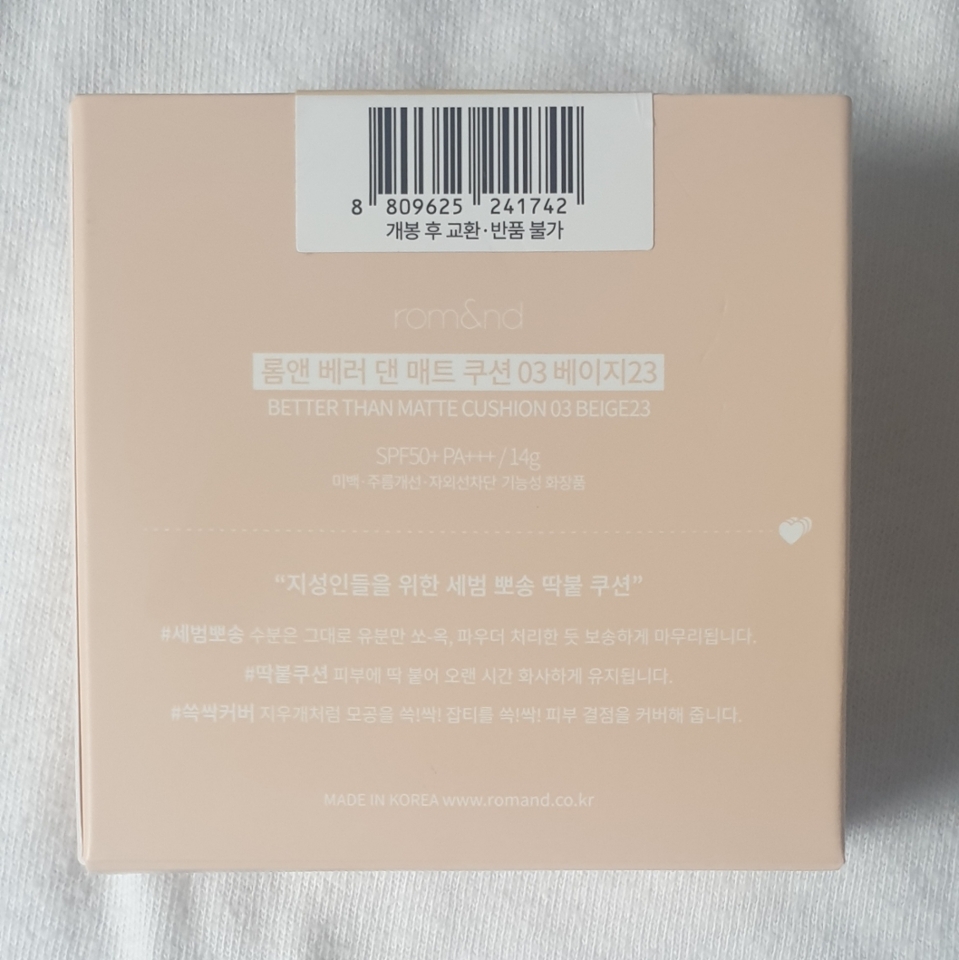 8 809625 241742
개봉 후 교환·반품 불가
rom&nd
롬앤 베러 댄 매트 쿠션 03 베이지23
BETTER THAN MATTE CUSHION 03 BEIGE23
SPF50+ PA+++ / 14g
미백·주름개선·자외선차단 기능성 화장품
“지성인들을 위한 세범 뽀송 딱붙 쿠션”
#세범뽀송 수분은 그대로 유분만 쏘-옥, 파우더 처리한 듯 보송하게 마무리됩니다.
#딱붙쿠션 피부에 딱 붙어 오랜 시간 화사하게 유지됩니다.
#쓱싹커버 지우개처럼 모공을 쓱!싹! 잡티를 쓱!싹! 피부 결점을 커버해 줍니다.
MADE IN KOREA www.romand.co.kr